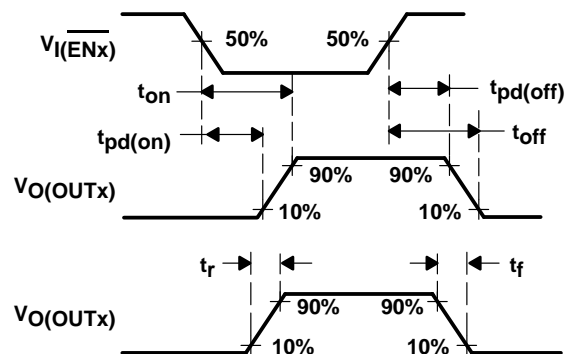 V_I(E̅N̅x̅)
50%
50%
t_on
t_pd(off)
t_pd(on)
t_off
V_O(OUTx)
90%
90%
10%
10%
t_r
t_f
V_O(OUTx)
90%
90%
10%
10%